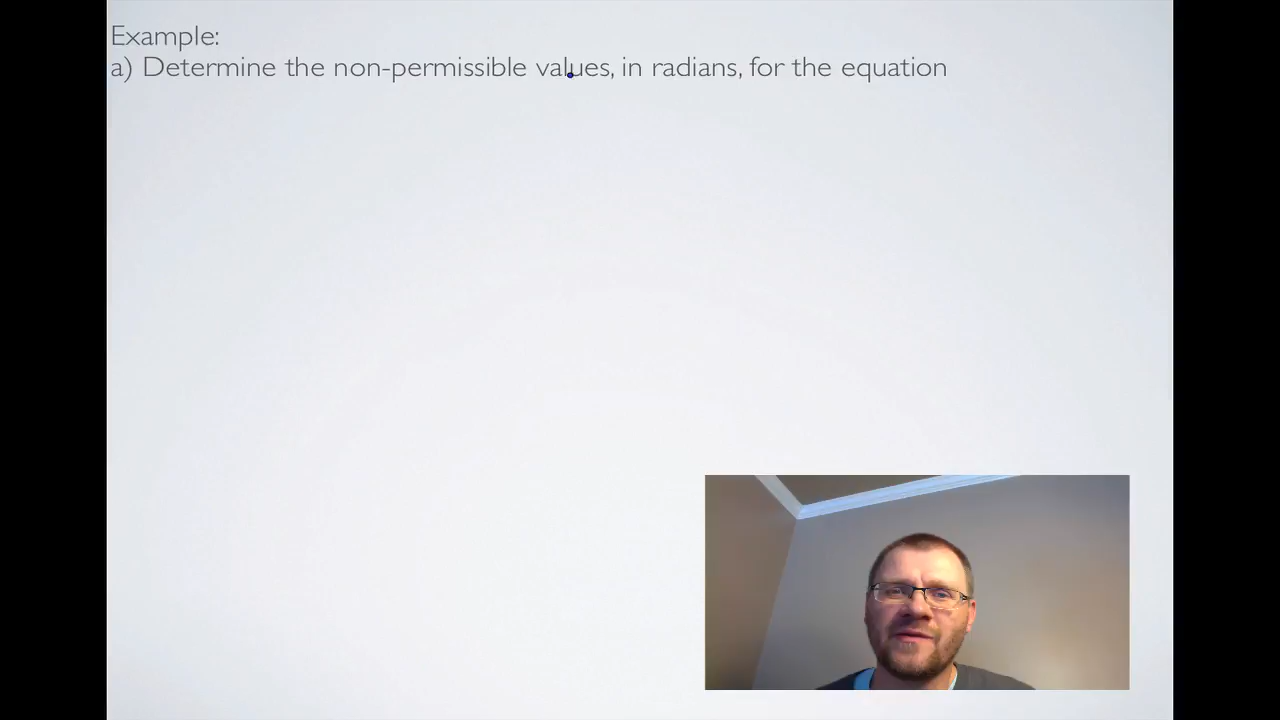 Example:
a) Determine the non-permissible values, in radians, for the equation